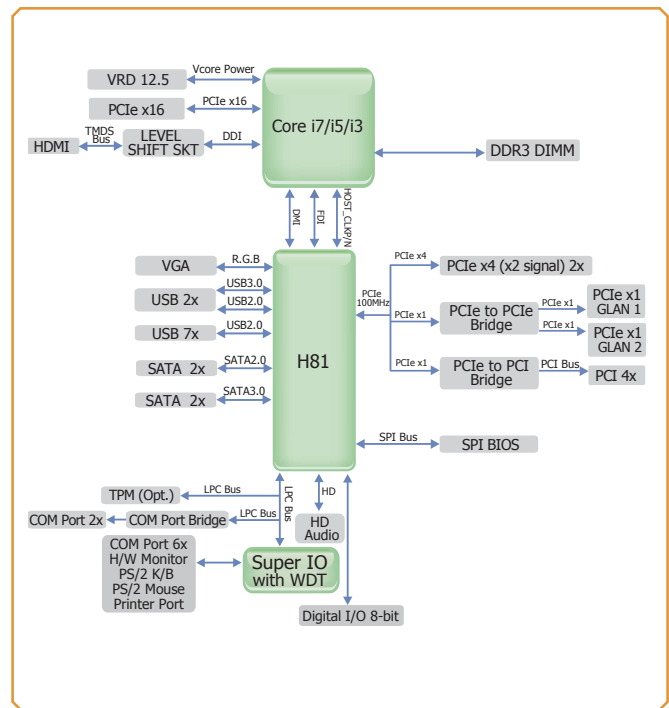 Vcore Power
VRD 12.5
PCIe x16
PCIe x16
Core i7/i5/i3
TMDS
Bus
HDMI
LEVEL
SHIFT SKT
DDI
DDR3 DIMM
DMI
FDI
HOST_CLKP/N
VGA
R.G.B
USB 2x
USB3.0
USB2.0
USB 7x
USB2.0
SATA 2x
SATA2.0
SATA 2x
SATA3.0
H81
PCIe
100MHz
PCIe x4
PCIe x4 (x2 signal) 2x
PCIe x1
PCIe to PCIe
Bridge
PCIe x1
PCIe x1
GLAN 1
PCIe x1
PCIe x1
GLAN 2
PCIe x1
PCIe to PCI
Bridge
PCI Bus
PCI 4x
SPI Bus
SPI BIOS
TPM (Opt.)
LPC Bus
LPC Bus
HD
COM Port 2x
COM Port Bridge
LPC Bus
HD
Audio
COM Port 6x
H/W Monitor
PS/2 K/B
PS/2 Mouse
Printer Port
Super IO
with WDT
Digital I/O 8-bit